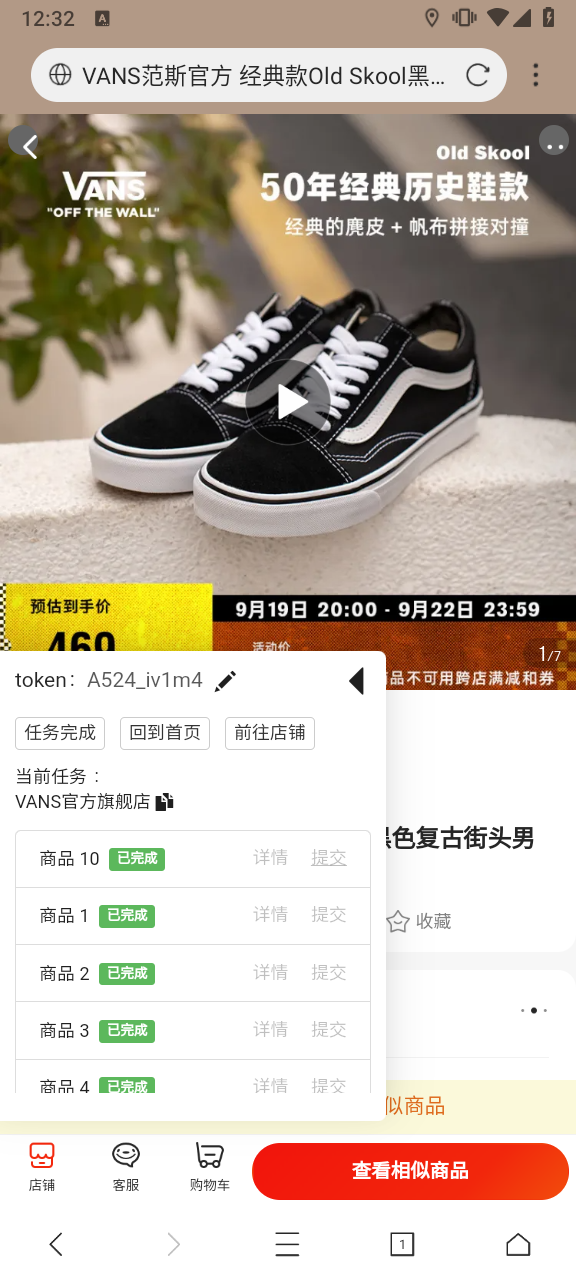 12:32
VANS范斯官方 经典款Old Skool黑...
VANS
"OFF THE WALL"
Old Skool
50年经典历史鞋款
经典的麂皮 + 帆布拼接对撞
预估到手价
9月19日 20:00 - 9月22日 23:59
469
活动价
1/7
商品不可用跨店满减和券
token： A524_iv1m4
任务完成 回到首页 前往店铺
当前任务：
VANS官方旗舰店
黑色复古街头男
商品 10 已完成 详情 提交
商品 1 已完成 详情 提交
收藏
商品 2 已完成 详情 提交
商品 3 已完成 详情 提交
商品 4 已完成 详情 提交
似商品
店铺 客服 购物车 查看相似商品
1